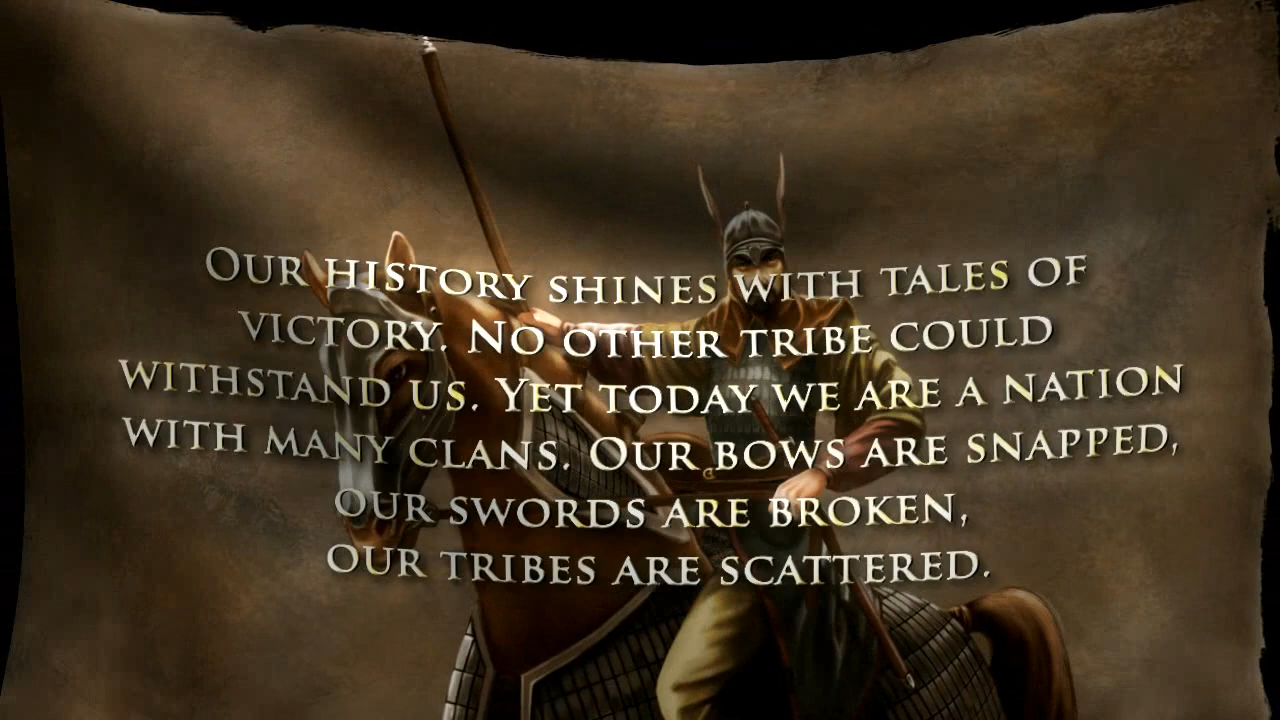 Our history shines with tales of
victory. No other tribe could
withstand us. Yet today we are a nation
with many clans. Our bows are snapped,
our swords are broken,
our tribes are scattered.